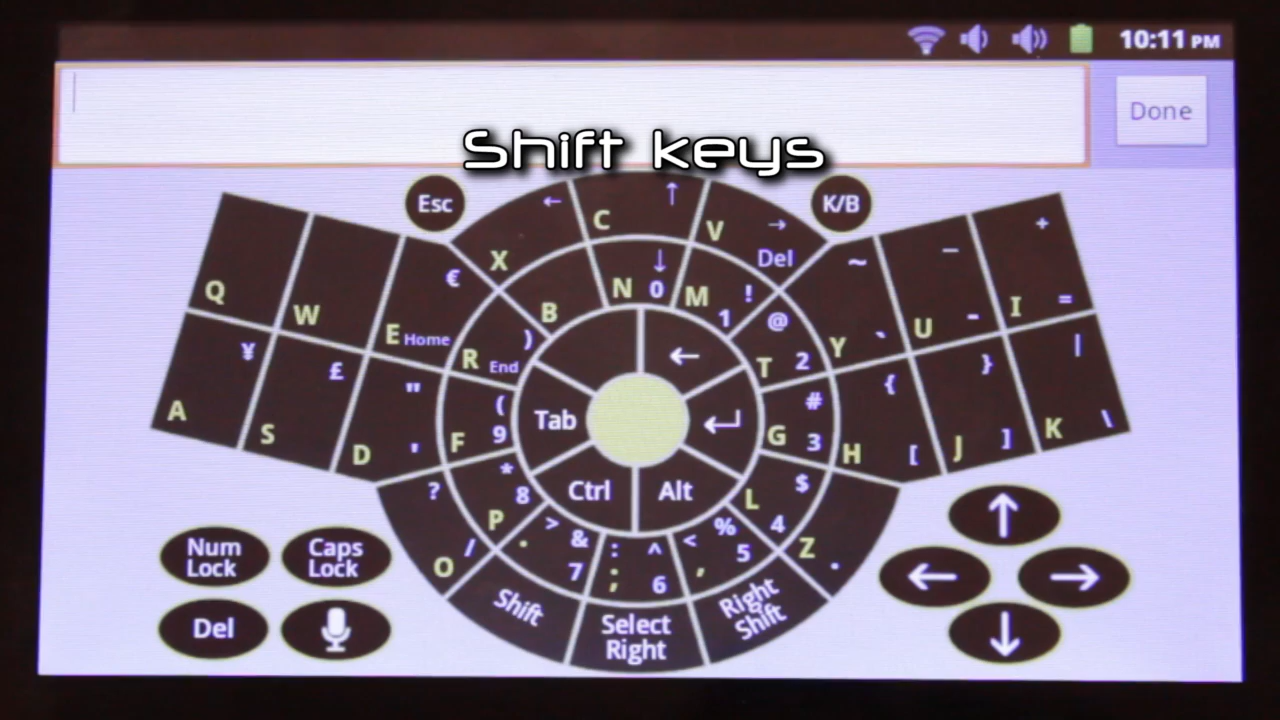 10:11 PM
Done
Shift keys
Esc
K/B
← ↑ →
C
X
V
Del
+
~
–
€
↓
Q
W
E Home
B
N 0
M 1 !
@
Y `
U -
I =
R End )
T 2
¥
£
"
←
{
}
|
A
S
D '
F ( 9
Tab
↵
G # 3
H [
J ]
K \
?
* 8
P .
Ctrl
Alt
L $ 4
Z .
O /
> & 7
: ^ ; 6
< % , 5
↑
Num
Lock
Caps
Lock
← →
Shift
Select
Right
Right
Shift
Del
↓